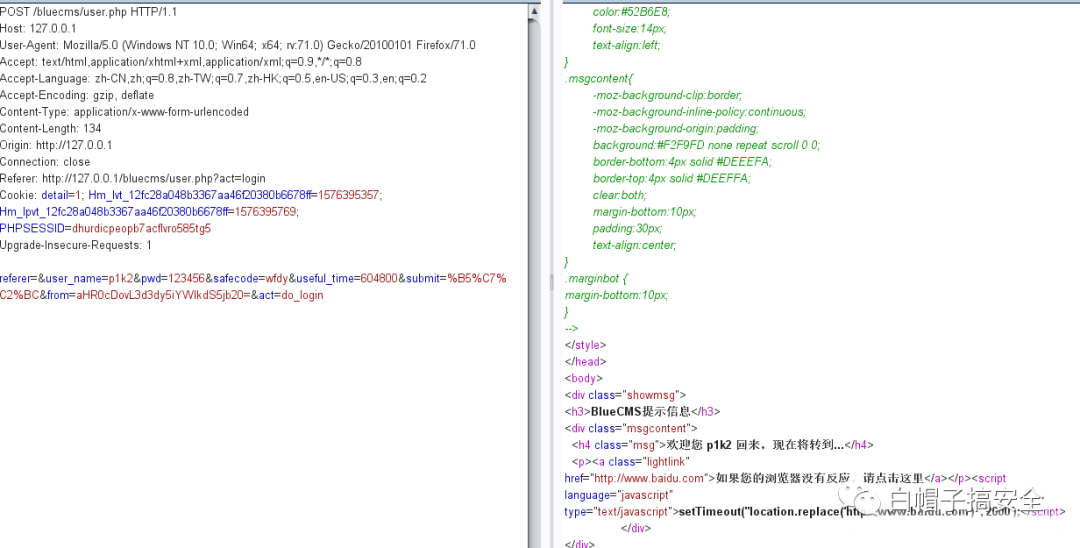 POST /bluecms/user.php HTTP/1.1
Host: 127.0.0.1
User-Agent: Mozilla/5.0 (Windows NT 10.0; Win64; x64; rv:71.0) Gecko/20100101 Firefox/71.0
Accept: text/html,application/xhtml+xml,application/xml;q=0.9,*/*;q=0.8
Accept-Language: zh-CN,zh;q=0.8,zh-TW;q=0.7,zh-HK;q=0.5,en-US;q=0.3,en;q=0.2
Accept-Encoding: gzip, deflate
Content-Type: application/x-www-form-urlencoded
Content-Length: 134
Origin: http://127.0.0.1
Connection: close
Referer: http://127.0.0.1/bluecms/user.php?act=login
Cookie: detail=1; Hm_lvt_12fc28a048b3367aa46f20380b6678ff=1576395357;
Hm_lpvt_12fc28a048b3367aa46f20380b6678ff=1576395769;
PHPSESSID=dhurdicpeopb7acflvro585tg5
Upgrade-Insecure-Requests: 1
referer=&user_name=p1k2&pwd=123456&safecode=wfdy&useful_time=604800&submit=%B5%C7%
C2%BC&from=aHR0cDovL3d3dy5iYWlkdS5jb20=&act=do_login
color:#52B6E8;
font-size:14px;
text-align:left;
}
.msgcontent{
-moz-background-clip:border;
-moz-background-inline-policy:continuous;
-moz-background-origin:padding;
background:#F2F9FD none repeat scroll 0 0;
border-bottom:4px solid #DEEEFA;
border-top:4px solid #DEEFFA;
clear:both;
margin-bottom:10px;
padding:30px;
text-align:center;
}
.marginbot {
margin-bottom:10px;
}
-->
</style>
</head>
<body>
<div class="showmsg">
<h3>BlueCMS提示信息</h3>
<div class="msgcontent">
<h4 class="msg">欢迎您 p1k2 回来，现在将转到...</h4>
<p><a class="lightlink"
href="http://www.baidu.com">如果您的浏览器没有反应，请点击这里</a></p><script
language="javascript"
type="text/javascript">setTimeout("location.replace('http://www.baidu.com')",2000);</script>
</div>
</div>
白帽子搞安全